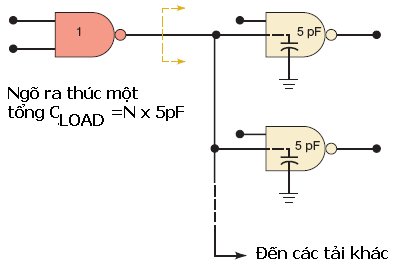 1
5 pF
Ngõ ra thúc một
tổng CLOAD =N x 5pF
5 pF
Đến các tải khác